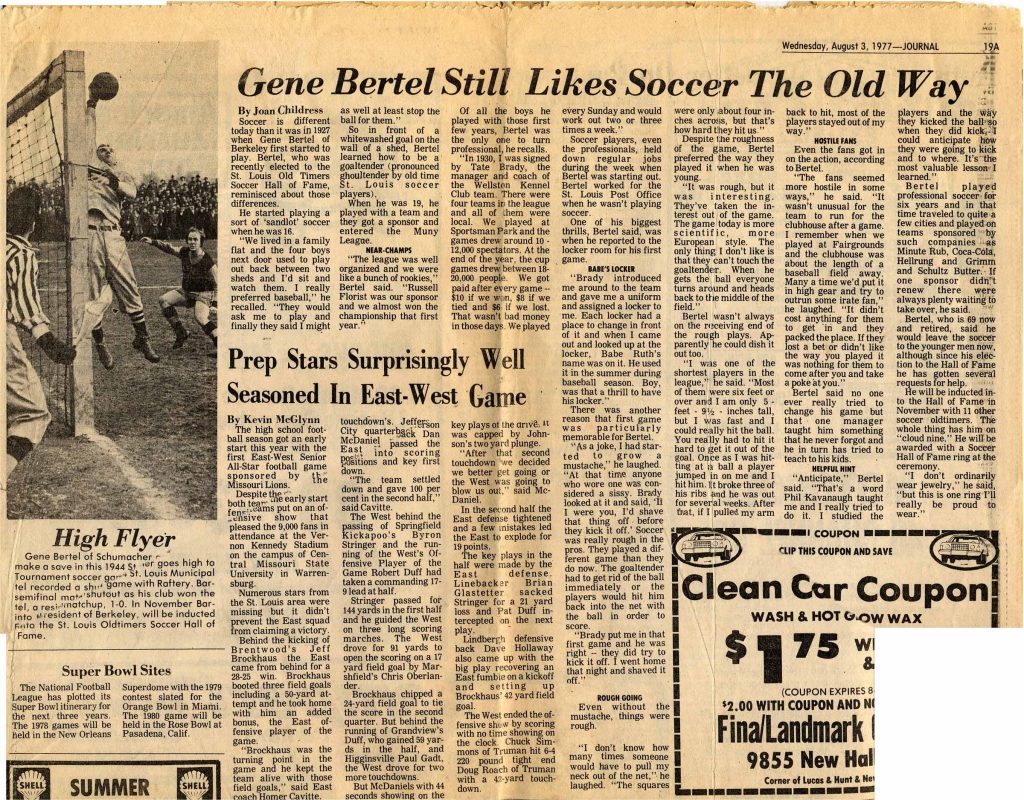 Wednesday, August 3, 1977—JOURNAL 19A
Gene Bertel Still Likes Soccer The Old Way
By Joan Childress
Soccer is different
today than it was in 1927
when Gene Bertel of
Berkeley first started to
play. Bertel, who was
recently elected to the
St. Louis Old Timers
Soccer Hall of Fame,
reminisced about those
differences.
He started playing a
sort of 'sandlot' soccer
when he was 16.
"We lived in a family
flat and the four boys
next door used to play
out back between two
sheds and I'd sit and
watch them. I really
preferred baseball," he
recalled. "They would
ask me to play and
finally they said I might
as well at least stop the
ball for them."
So in front of a
whitewashed goal on the
wall of a shed, Bertel
learned how to be a
goaltender (pronounced
ghoultender by old time
St. Louis soccer
players).
When he was 19, he
played with a team and
they got a sponsor and
entered the Muny
League.
NEAR-CHAMPS
"The league was well
organized and we were
like a bunch of rookies,"
Bertel said. "Russell
Florist was our sponsor
and we almost won the
championship that first
year."
Of all the boys he
played with those first
few years, Bertel was
the only one to turn
professional, he recalls.
"In 1930, I was signed
by Tate Brady, the
manager and coach of
the Wellston Kennel
Club team. There were
four teams in the league
and all of them were
local. We played at
Sportsman Park and the
games drew around 10-
12,000 spectators. At the
end of the year, the cup
games drew between 18-
20,000 people. We got
paid after every game --
$10 if we won, $8 if we
tied and $6 if we lost.
That wasn't bad money
in those days. We played
every Sunday and would
work out two or three
times a week."
Soccer players, even
the professionals, held
down regular jobs
during the week when
Bertel was starting out.
Bertel worked for the
St. Louis Post Office
when he wasn't playing
soccer.
One of his biggest
thrills, Bertel said, was
when he reported to the
locker room for his first
game.
BABE'S LOCKER
"Brady introduced
me around to the team
and gave me a uniform
and assigned a locker to
me. Each locker had a
place to change in front
of it and when I came
out and looked up at the
locker, Babe Ruth's
name was on it. He used
it in the summer during
baseball season. Boy,
was that a thrill to have
his locker."
There was another
reason that first game
was particularly
memorable for Bertel.
"As a joke, I had star-
ted to grow a
mustache," he laughed.
"At that time anyone
who wore one was con-
sidered a sissy. Brady
looked at it and said, 'If
I were you, I'd shave
that thing off before
they kick it off.' Soccer
was really rough in the
pros. They played a dif-
ferent game than they
do now. The goaltender
had to get rid of the ball
immediately or the
players would hit him
back into the net with
the ball in order to
score.
"Brady put me in that
first game and he was
right -- they did try to
kick it off. I went home
that night and shaved it
off."
ROUGH GOING
Even without the
mustache, things were
rough.
"I don't know how
many times someone
would have to pull my
neck out of the net," he
laughed. "The squares
were only about four in-
ches across, but that's
how hard they hit us."
Despite the roughness
of the game, Bertel
preferred the way they
played it when he was
young.
"It was rough, but it
was interesting.
They've taken the in-
terest out of the game.
The game today is more
scientific, more
European style. The
only thing I don't like is
that they can't touch the
goaltender. When he
gets the ball everyone
turns around and heads
back to the middle of the
field."
Bertel wasn't always
on the receiving end of
the rough plays. Ap-
parently he could dish it
out too.
"I was one of the
shortest players in the
league," he said. "Most
of them were six feet or
over and I am only 5 -
feet - 9½ - inches tall,
but I was fast and I
could really hit the ball.
You really had to hit it
hard to get it out of the
goal. Once as I was hit-
ting at a ball a player
jumped in on me and I
hit him. It broke three of
his ribs and he was out
for several weeks. After
that, if I pulled my arm
back to hit, most of the
players stayed out of my
way."
HOSTILE FANS
Even the fans got in
on the action, according
to Bertel.
"The fans seemed
more hostile in some
ways," he said. "It
wasn't unusual for the
team to run for the
clubhouse after a game.
I remember when we
played at Fairgrounds
and the clubhouse was
about the length of a
baseball field away.
Many a time we'd put it
in high gear and try to
outrun some irate fan,"
he laughed. "It didn't
cost anything for them
to get in and they
packed the place. If they
lost a bet or didn't like
the way you played it
was nothing for them to
come after you and take
a poke at you."
Bertel said no one
ever really tried to
change his game but
that one manager
taught him something
that he never forgot and
he in turn has tried to
teach to his kids.
HELPFUL HINT
"Anticipate," Bertel
said. "That's a word
Phil Kavanaugh taught
me and I really tried to
do it. I studied the
players and the way
they kicked the ball so
when they did kick, I
could anticipate how
they were going to kick
and to where. It's the
most valuable lesson I
learned."
Bertel played
professional soccer for
six years and in that
time traveled to quite a
few cities and played on
teams sponsored by
such companies as
Minute Rub, Coca-Cola,
Hellrung and Grimm
and Schultz Butter. If
one sponsor didn't
renew there were
always plenty waiting to
take over, he said.
Bertel, who is 69 now
and retired, said he
would leave the soccer
to the younger men now,
although since his elec-
tion to the Hall of Fame
he has gotten several
requests for help.
He will be inducted in-
to the Hall of Fame in
November with 11 other
soccer oldtimers. The
whole thing has him on
"cloud nine." He will be
awarded with a Soccer
Hall of Fame ring at the
ceremony.
"I don't ordinarily
wear jewelry," he said,
"but this is one ring I'll
really be proud to
wear."
High Flyer
Gene Bertel of Schumacher goes high to
make a save in this 1944 St. Louis Municipal
Tournament soccer game with Raftery. Bar-
tel recorded a shutout as his club won the
semifinal matchup, 1-0. In November Bar-
tel, a resident of Berkeley, will be inducted
into the St. Louis Oldtimers Soccer Hall of
Fame.
Super Bowl Sites
The National Football
League has plotted its
Super Bowl itinerary for
the next three years.
The 1978 games will be
held in the New Orleans
Superdome with the 1979
contest slated for the
Orange Bowl in Miami.
The 1980 game will be
held in the Rose Bowl at
Pasadena, Calif.
SHELL
SUMMER
SHELL
Prep Stars Surprisingly Well
Seasoned In East-West Game
By Kevin McGlynn
The high school foot-
ball season got an early
start this year with the
first East-West Senior
All-Star football game
sponsored by the
Missouri Lions.
Despite the early start
both teams put on an of-
fensive show that
pleased the 9,000 fans in
attendance at the Ver-
non Kennedy Stadium
on the campus of Cen-
tral Missouri State
University in Warren-
sburg.
Numerous stars from
the St. Louis area were
missing but it didn't
prevent the East squad
from claiming a victory.
Behind the kicking of
Brentwood's Jeff
Brockhaus the East
came from behind for a
28-25 win. Brockhaus
booted three field goals
including a 50-yard at-
tempt and he took home
with him an added
bonus, the East of-
fensive player of the
game.
"Brockhaus was the
turning point in the
game and he kept the
team alive with those
field goals," said East
coach Homer Cavitte.
touchdown's. Jefferson
City quarterback Dan
McDaniel passed the
East into scoring
positions and key first
down.
"The team settled
down and gave 100 per
cent in the second half,"
said Cavitte.
The West behind the
passing of Springfield
Kickapoo's Byron
Stringer and the run-
ning of the West's Of-
fensive Player of the
Game Robert Duff had
taken a commanding 17-
9 lead at half.
Stringer passed for
144 yards in the first half
and he guided the West
on three long scoring
marches. The West
drove for 91 yards to
open the scoring on a 17
yard field goal by Mar-
shfield's Chris Oberlan-
der.
Brockhaus chipped a
24-yard field goal to tie
the score in the second
quarter. But behind the
running of Grandview's
Duff, who gained 59 yar-
ds in the half, and
Higginsville Paul Gadt,
the West drove for two
more touchdowns.
But McDaniels with 44
seconds showing on the
key plays of the drive. It
was capped by John-
son's two yard plunge.
"After that second
touchdown we decided
we better get going or
the West was going to
blow us out," said Mc-
Daniel.
In the second half the
East defense tightened
and a few mistakes led
the East to explode for
19 points.
The key plays in the
half were made by the
East defense.
Linebacker Brian
Glastetter sacked
Stringer for a 21 yard
loss and Pat Duff in-
tercepted on the next
play.
Lindbergh defensive
back Dave Hollaway
also came up with the
big play recovering an
East fumble on a kickoff
and setting up
Brockhaus' 42 yard field
goal.
The West ended the of-
fensive show by scoring
with no time showing on
the clock. Chuck Sim-
mons of Truman hit 6-4
220 pound tight end
Doug Roach of Truman
with a 42-yard touch-
down.
COUPON
CLIP THIS COUPON AND SAVE
Clean Car Coupon
WASH & HOT GLOW WAX
$1.75
&
(COUPON EXPIRES 8-
$2.00 WITH COUPON AND
Fina/Landmark
9855 New
Corner of Lucas & Hunt &